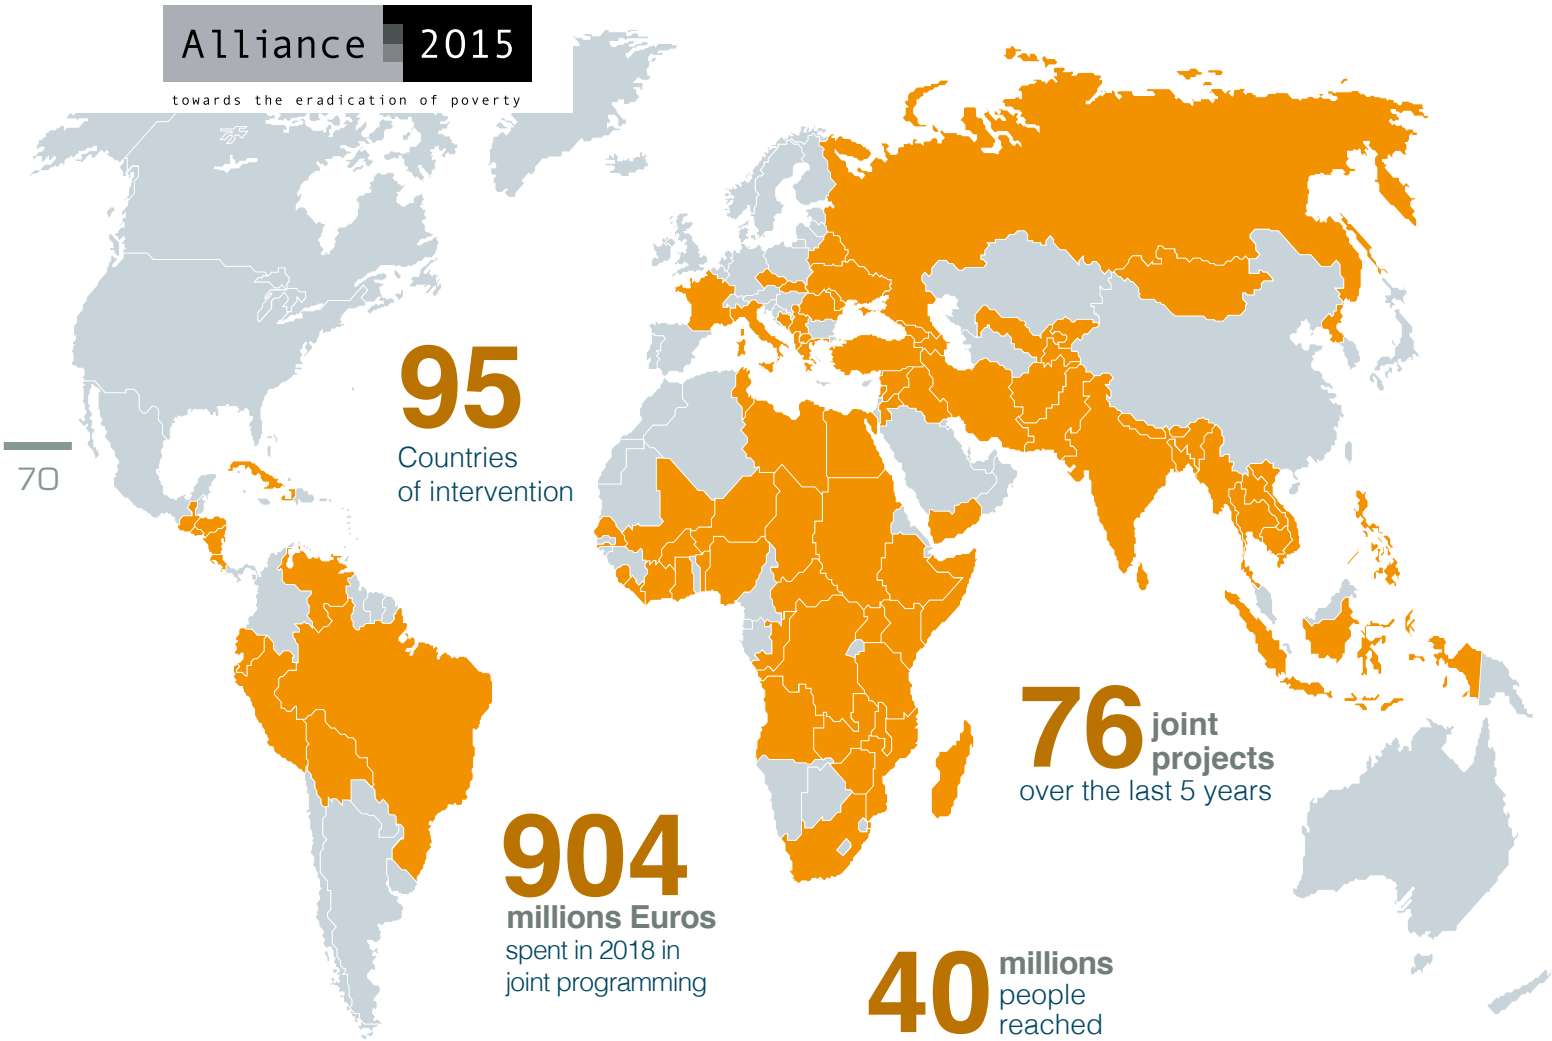 Alliance 2015
towards the eradication of poverty
95
Countries
of intervention
70
76 joint
projects
over the last 5 years
904
millions Euros
spent in 2018 in
joint programming
40 millions
people
reached